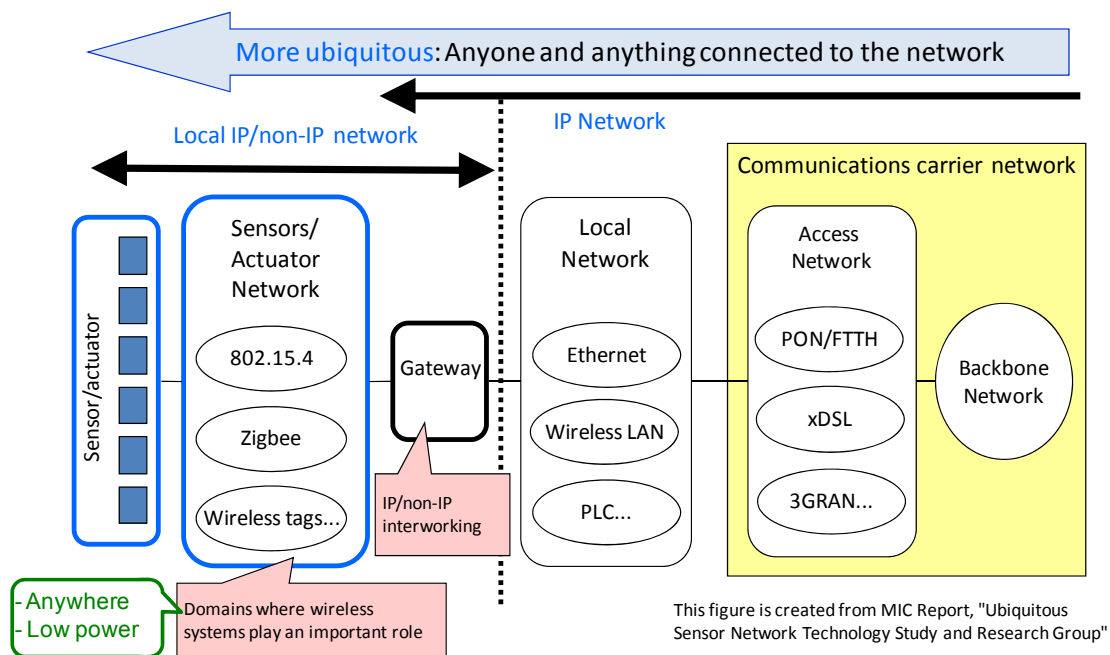 More ubiquitous: Anyone and anything connected to the network
IP Network
Local IP/non-IP network
Communications carrier network
Sensor/actuator
Sensors/
Actuator
Network
802.15.4
Zigbee
Wireless tags...
Gateway
IP/non-IP
interworking
Local
Network
Ethernet
Wireless LAN
PLC...
Access
Network
PON/FTTH
xDSL
3GRAN...
Backbone
Network
- Anywhere
- Low power
Domains where wireless
systems play an important role
This figure is created from MIC Report, "Ubiquitous
Sensor Network Technology Study and Research Group"